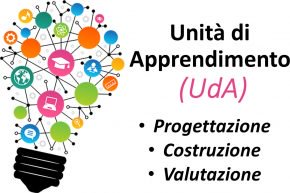 Unità di
Apprendimento
(UdA)
• Progettazione
• Costruzione
• Valutazione